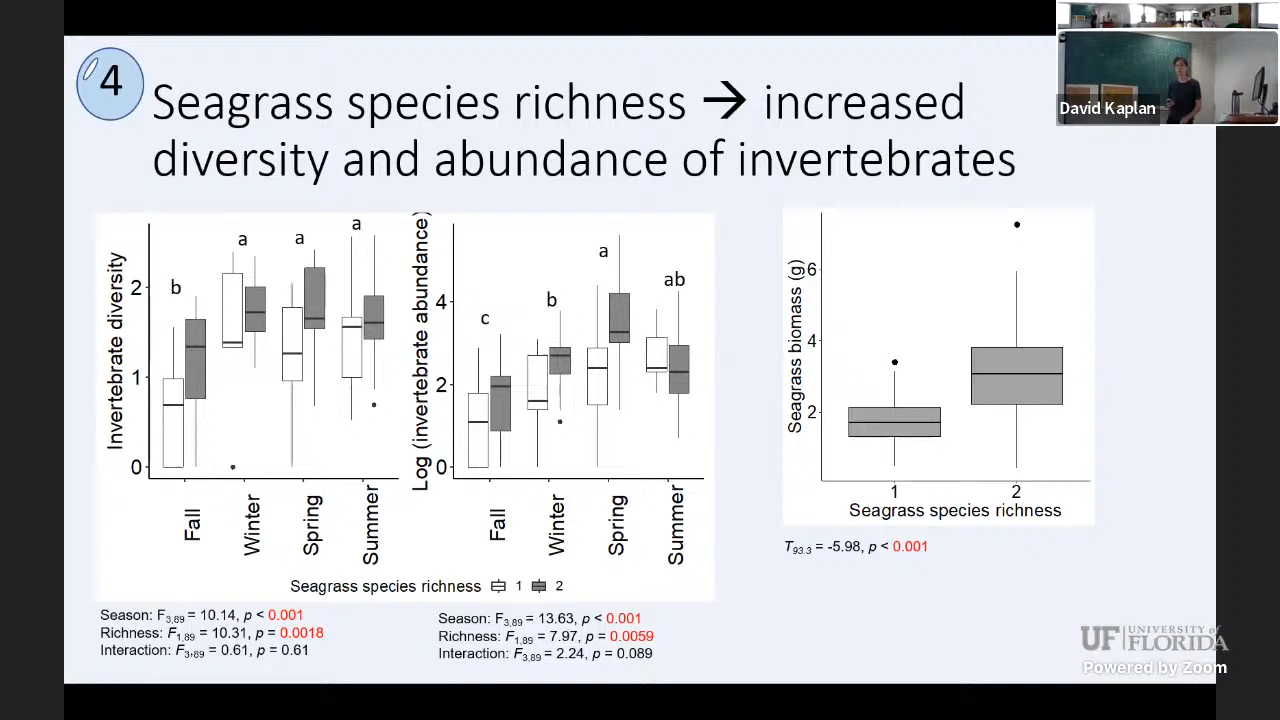 4
Seagrass species richness → increased
diversity and abundance of invertebrates
David Kaplan
Invertebrate diversity
2
1
0
b
a
a
a
Fall
Winter
Spring
Summer
Log (invertebrate abundance)
4
2
0
c
b
a
ab
Fall
Winter
Spring
Summer
Seagrass species richness 1 2
Seagrass biomass (g)
6
4
2
1 2
Seagrass species richness
T93.3 = -5.98, p < 0.001
Season: F3,89 = 10.14, p < 0.001
Richness: F1,89 = 10.31, p = 0.0018
Interaction: F3,89 = 0.61, p = 0.61
Season: F3,89 = 13.63, p < 0.001
Richness: F1,89 = 7.97, p = 0.0059
Interaction: F3,89 = 2.24, p = 0.089
UF UNIVERSITY of
FLORIDA
Powered by Zoom